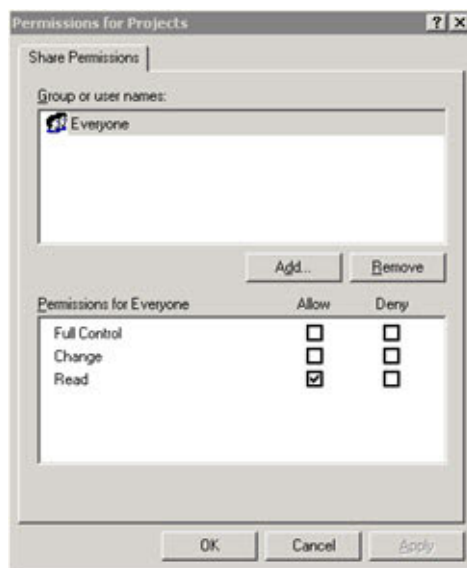 Permissions for Projects
Share Permissions
Group or user names:
Everyone
Add... Remove
Permissions for Everyone Allow Deny
Full Control
Change
Read
OK Cancel Apply